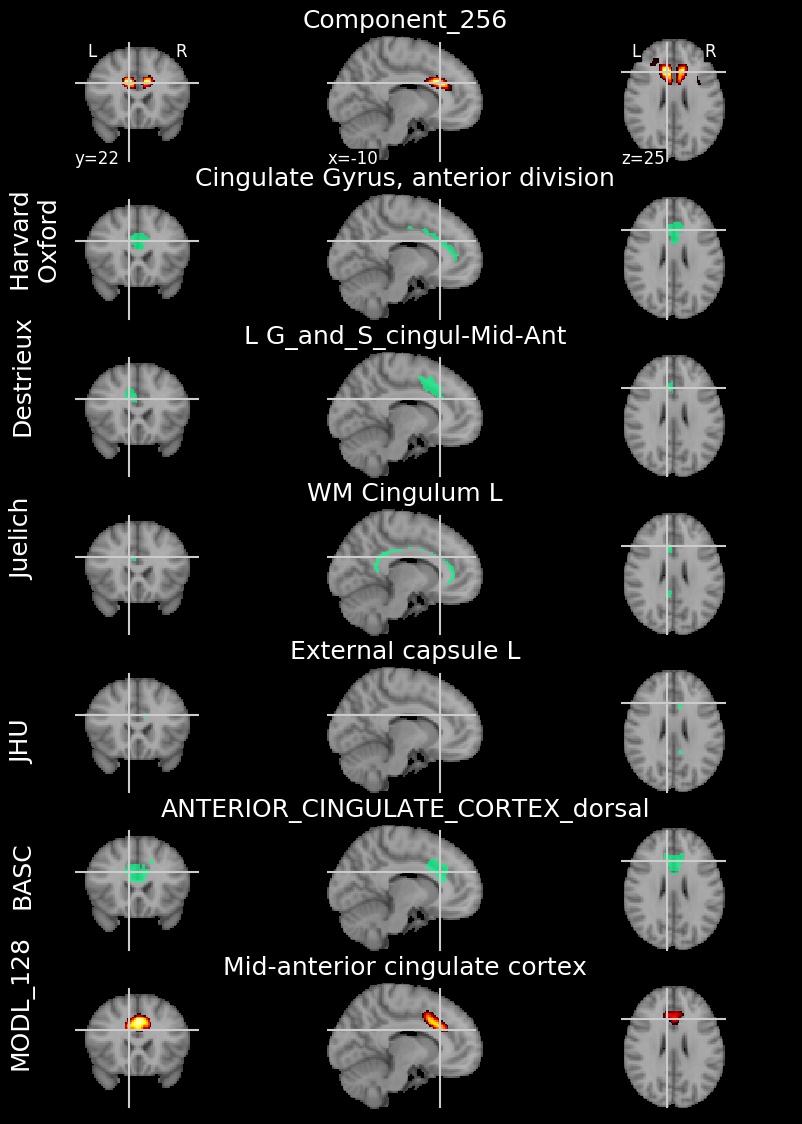 Component_256
L R
L R
y=22
x=-10
z=25
Cingulate Gyrus, anterior division
Harvard
Oxford
L G_and_S_cingul-Mid-Ant
Destrieux
WM Cingulum L
Juelich
External capsule L
JHU
ANTERIOR_CINGULATE_CORTEX_dorsal
BASC
Mid-anterior cingulate cortex
MODL_128